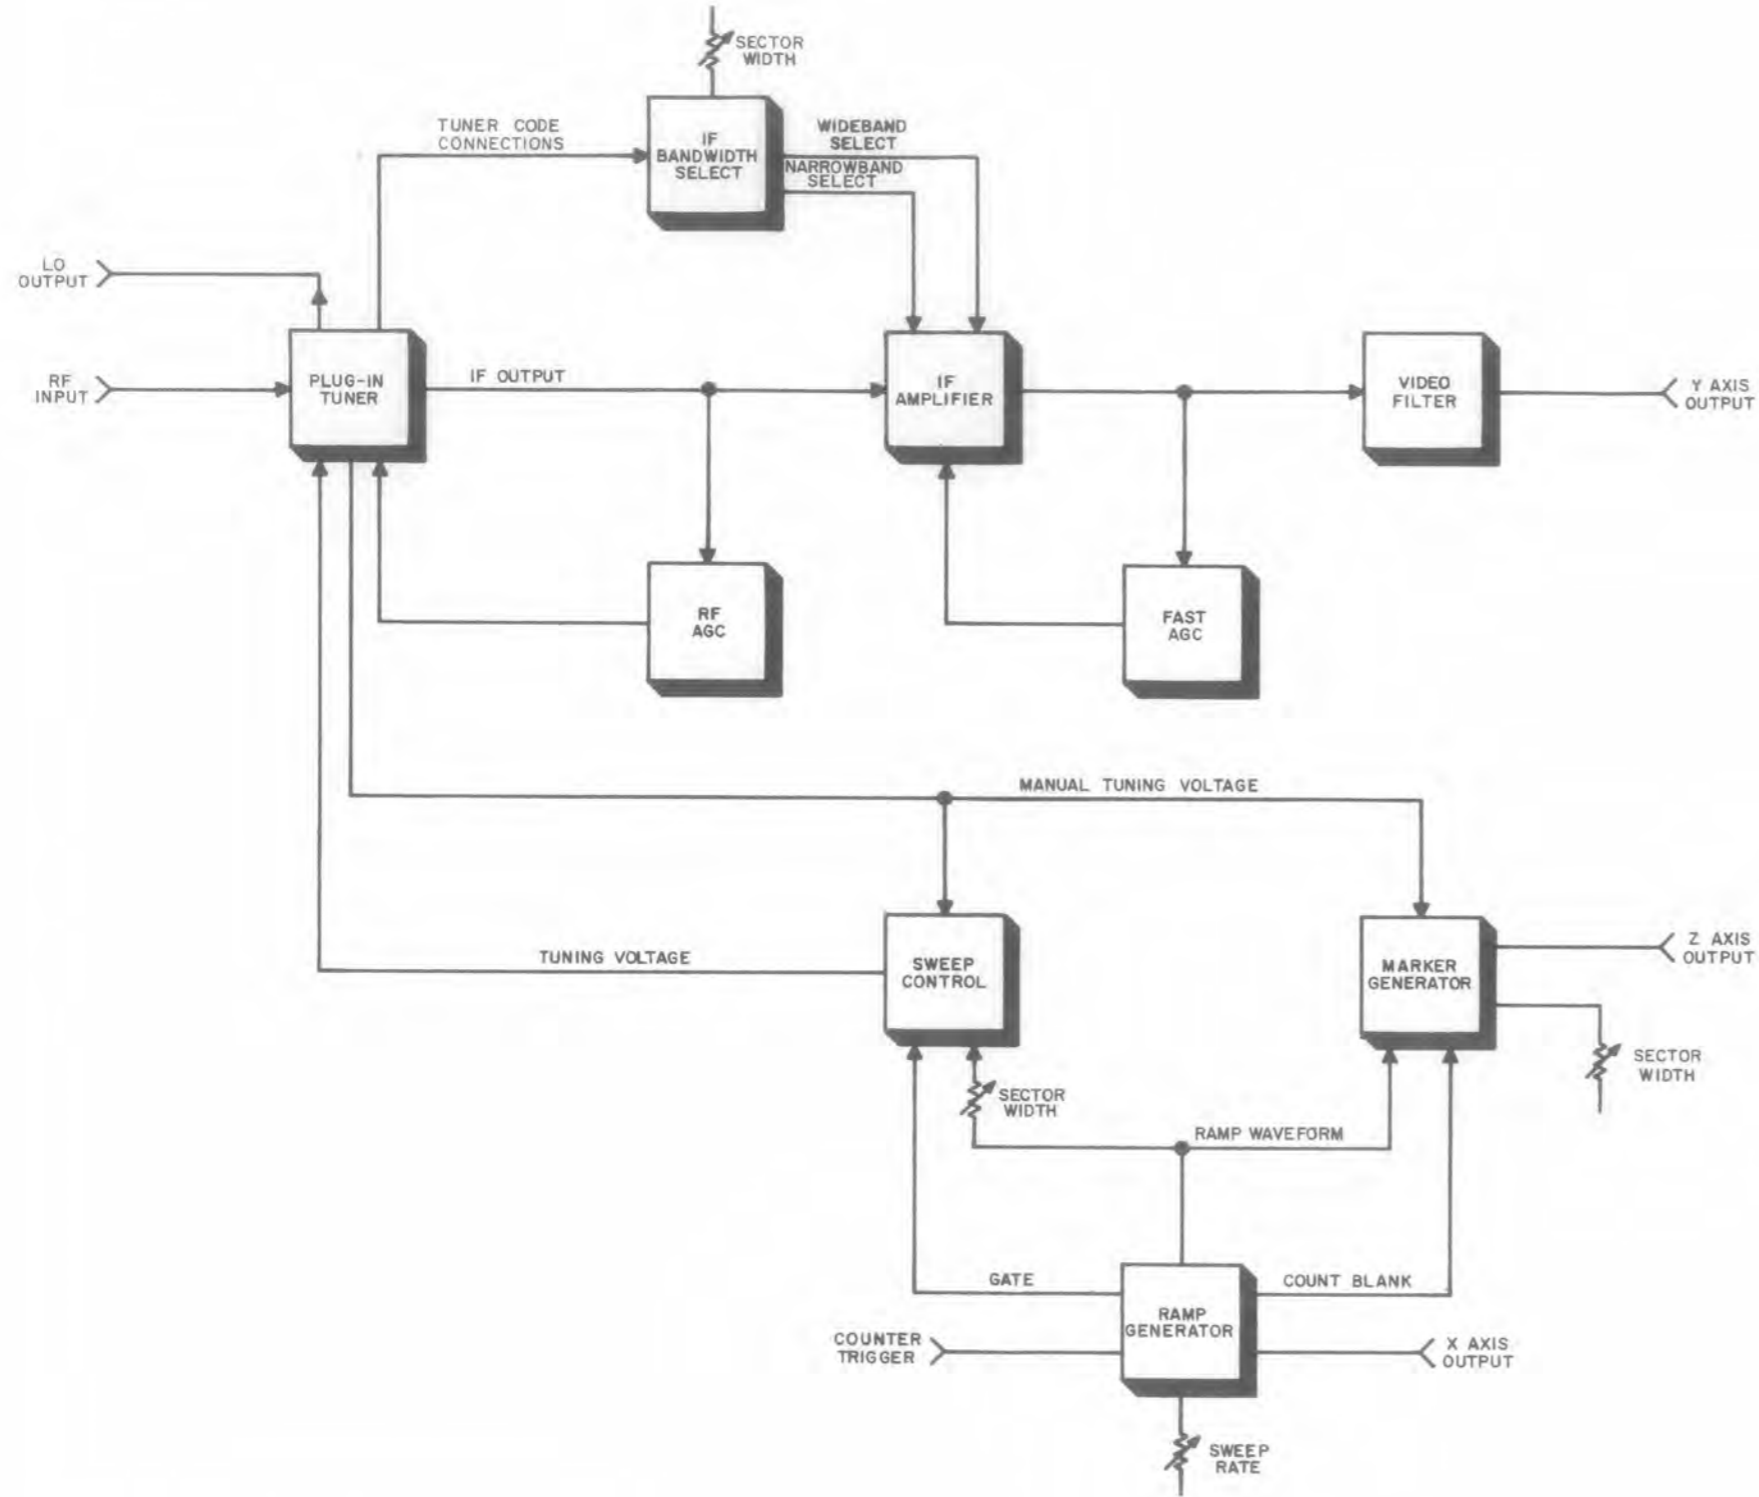 SECTOR
WIDTH
TUNER CODE
CONNECTIONS
IF
BANDWIDTH
SELECT
WIDEBAND
SELECT
NARROWBAND
SELECT
LO
OUTPUT
RF
INPUT
PLUG-IN
TUNER
IF OUTPUT
IF
AMPLIFIER
VIDEO
FILTER
Y AXIS
OUTPUT
RF
AGC
FAST
AGC
MANUAL TUNING VOLTAGE
TUNING VOLTAGE
SWEEP
CONTROL
MARKER
GENERATOR
Z AXIS
OUTPUT
SECTOR
WIDTH
SECTOR
WIDTH
RAMP WAVEFORM
GATE
COUNT BLANK
RAMP
GENERATOR
COUNTER
TRIGGER
X AXIS
OUTPUT
SWEEP
RATE